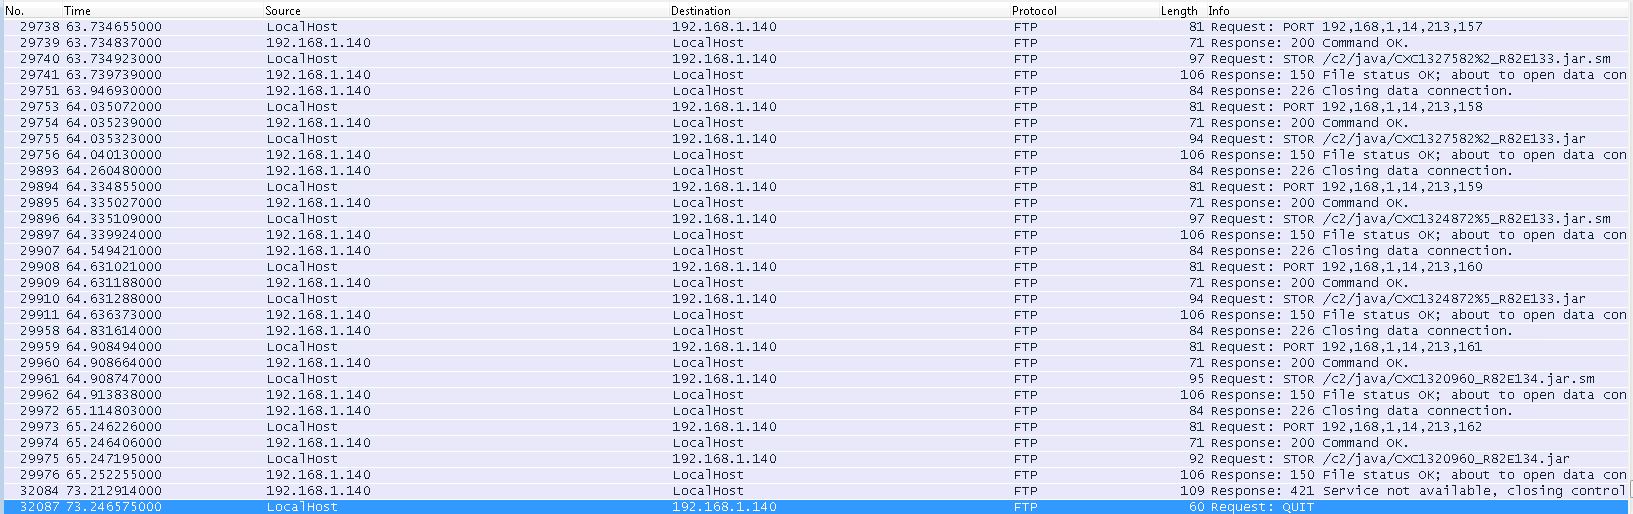 No. Time Source Destination Protocol Length Info
29738 63.734655000 LocalHost 192.168.1.140 FTP 81 Request: PORT 192,168,1,14,213,157
29739 63.734837000 192.168.1.140 LocalHost FTP 71 Response: 200 Command OK.
29740 63.734923000 LocalHost 192.168.1.140 FTP 97 Request: STOR /c2/java/CXC1327582%2_R82E133.jar.sm
29741 63.739739000 192.168.1.140 LocalHost FTP 106 Response: 150 File status OK; about to open data con
29751 63.946930000 192.168.1.140 LocalHost FTP 84 Response: 226 Closing data connection.
29753 64.035072000 LocalHost 192.168.1.140 FTP 81 Request: PORT 192,168,1,14,213,158
29754 64.035239000 192.168.1.140 LocalHost FTP 71 Response: 200 Command OK.
29755 64.035323000 LocalHost 192.168.1.140 FTP 94 Request: STOR /c2/java/CXC1327582%2_R82E133.jar
29756 64.040130000 192.168.1.140 LocalHost FTP 106 Response: 150 File status OK; about to open data con
29893 64.260480000 192.168.1.140 LocalHost FTP 84 Response: 226 Closing data connection.
29894 64.334855000 LocalHost 192.168.1.140 FTP 81 Request: PORT 192,168,1,14,213,159
29895 64.335027000 192.168.1.140 LocalHost FTP 71 Response: 200 Command OK.
29896 64.335109000 LocalHost 192.168.1.140 FTP 97 Request: STOR /c2/java/CXC1324872%5_R82E133.jar.sm
29897 64.339924000 192.168.1.140 LocalHost FTP 106 Response: 150 File status OK; about to open data con
29907 64.549421000 192.168.1.140 LocalHost FTP 84 Response: 226 Closing data connection.
29908 64.631021000 LocalHost 192.168.1.140 FTP 81 Request: PORT 192,168,1,14,213,160
29909 64.631188000 192.168.1.140 LocalHost FTP 71 Response: 200 Command OK.
29910 64.631288000 LocalHost 192.168.1.140 FTP 94 Request: STOR /c2/java/CXC1324872%5_R82E133.jar
29911 64.636373000 192.168.1.140 LocalHost FTP 106 Response: 150 File status OK; about to open data con
29958 64.831614000 192.168.1.140 LocalHost FTP 84 Response: 226 Closing data connection.
29959 64.908494000 LocalHost 192.168.1.140 FTP 81 Request: PORT 192,168,1,14,213,161
29960 64.908664000 192.168.1.140 LocalHost FTP 71 Response: 200 Command OK.
29961 64.908747000 LocalHost 192.168.1.140 FTP 95 Request: STOR /c2/java/CXC1320960_R82E134.jar.sm
29962 64.913838000 192.168.1.140 LocalHost FTP 106 Response: 150 File status OK; about to open data con
29972 65.114803000 192.168.1.140 LocalHost FTP 84 Response: 226 Closing data connection.
29973 65.246226000 LocalHost 192.168.1.140 FTP 81 Request: PORT 192,168,1,14,213,162
29974 65.246406000 192.168.1.140 LocalHost FTP 71 Response: 200 Command OK.
29975 65.247195000 LocalHost 192.168.1.140 FTP 92 Request: STOR /c2/java/CXC1320960_R82E134.jar
29976 65.252255000 192.168.1.140 LocalHost FTP 106 Response: 150 File status OK; about to open data con
32084 73.212914000 192.168.1.140 LocalHost FTP 109 Response: 421 Service not available, closing control
32087 73.246575000 LocalHost 192.168.1.140 FTP 60 Request: QUIT